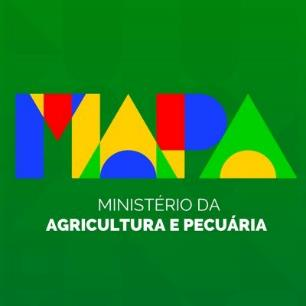 MAPA
MINISTÉRIO DA
AGRICULTURA E PECUÁRIA